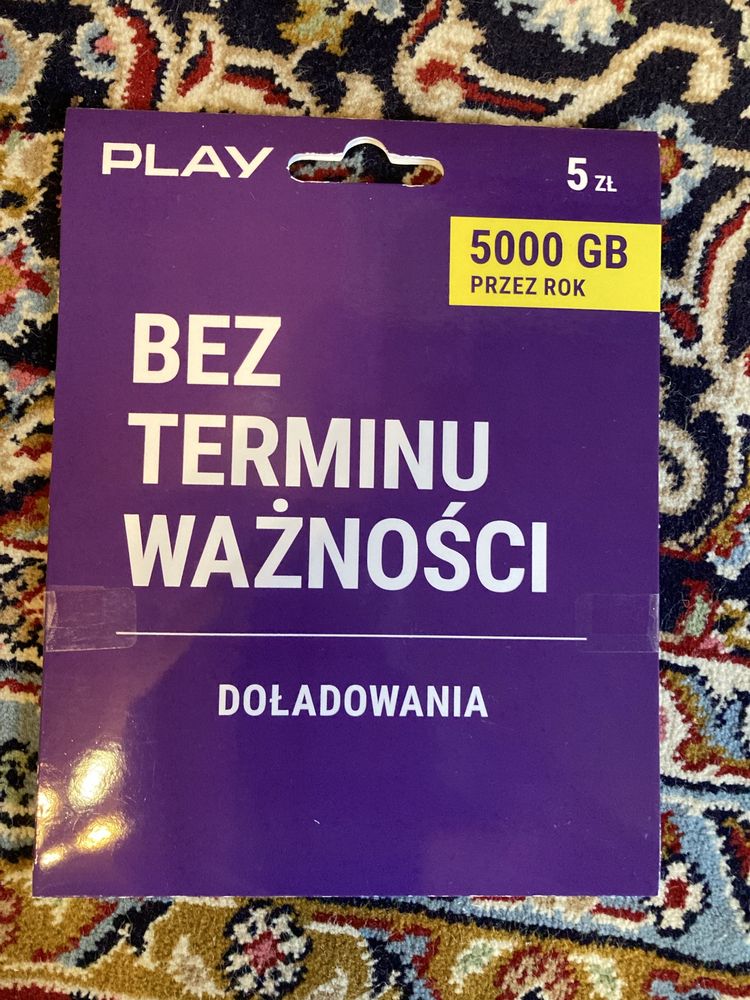 PLAY
5 ZŁ
5000 GB
PRZEZ ROK
BEZ
TERMINU
WAŻNOŚCI
DOŁADOWANIA